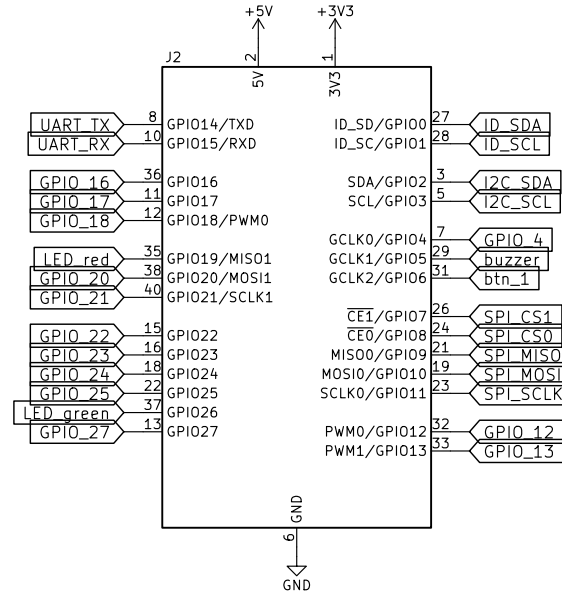 +5V +3V3
J2
2 1
5V 3V3
UART_TX 8 GPIO14/TXD ID_SD/GPIO0 27 ID_SDA
UART_RX 10 GPIO15/RXD ID_SC/GPIO1 28 ID_SCL
GPIO_16 36 GPIO16 SDA/GPIO2 3 I2C_SDA
GPIO_17 11 GPIO17 SCL/GPIO3 5 I2C_SCL
GPIO_18 12 GPIO18/PWM0
GCLK0/GPIO4 7 GPIO_4
LED_red 35 GPIO19/MISO1 GCLK1/GPIO5 29 buzzer
GPIO_20 38 GPIO20/MOSI1 GCLK2/GPIO6 31 btn_1
GPIO_21 40 GPIO21/SCLK1
CE1/GPIO7 26 SPI_CS1
GPIO_22 15 GPIO22 CE0/GPIO8 24 SPI_CS0
GPIO_23 16 GPIO23 MISO0/GPIO9 21 SPI_MISO
GPIO_24 18 GPIO24 MOSI0/GPIO10 19 SPI_MOSI
GPIO_25 22 GPIO25 SCLK0/GPIO11 23 SPI_SCLK
LED_green 37 GPIO26
GPIO_27 13 GPIO27 PWM0/GPIO12 32 GPIO_12
PWM1/GPIO13 33 GPIO_13
GND
6
GND